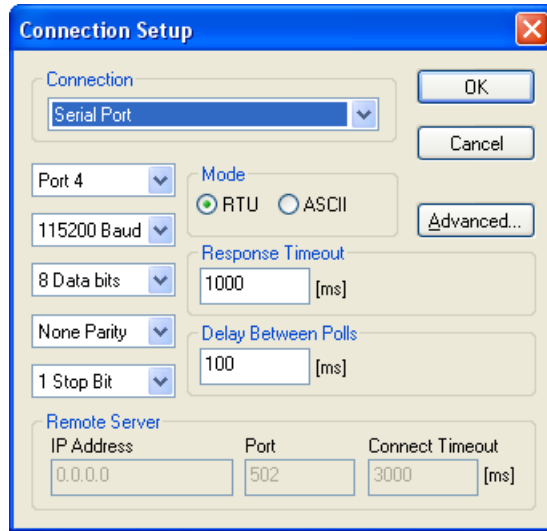 Connection Setup
Connection
Serial Port
OK
Cancel
Port 4
Mode
RTU
ASCII
115200 Baud
Advanced...
Response Timeout
8 Data bits
1000 [ms]
None Parity
Delay Between Polls
100 [ms]
1 Stop Bit
Remote Server
IP Address Port Connect Timeout
0.0.0.0 502 3000 [ms]